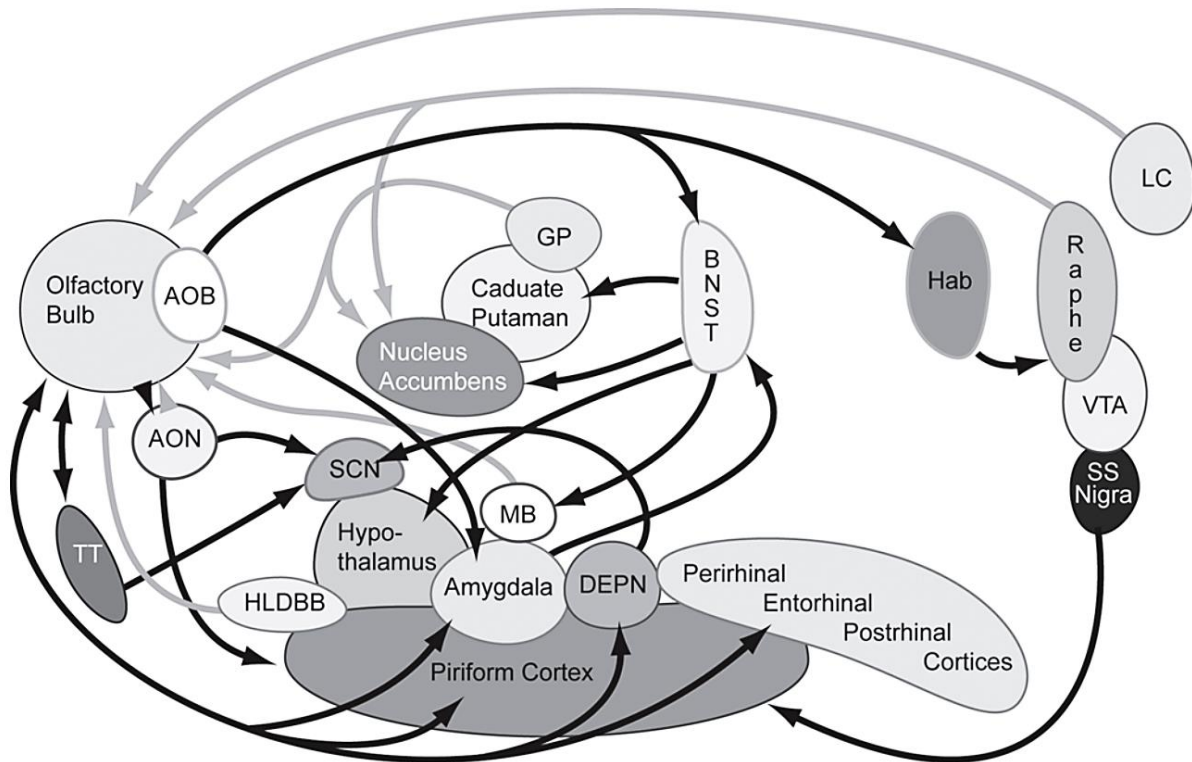 LC
GP
B
N
S
T
R
a
p
h
e
Olfactory
Bulb
AOB
Hab
Caduate
Putaman
Nucleus
Accumbens
VTA
AON
SCN
SS
Nigra
MB
TT
Hypo-
thalamus
Amygdala
DEPN
Perirhinal
Entorhinal
Postrhinal
Cortices
HLDBB
Piriform Cortex